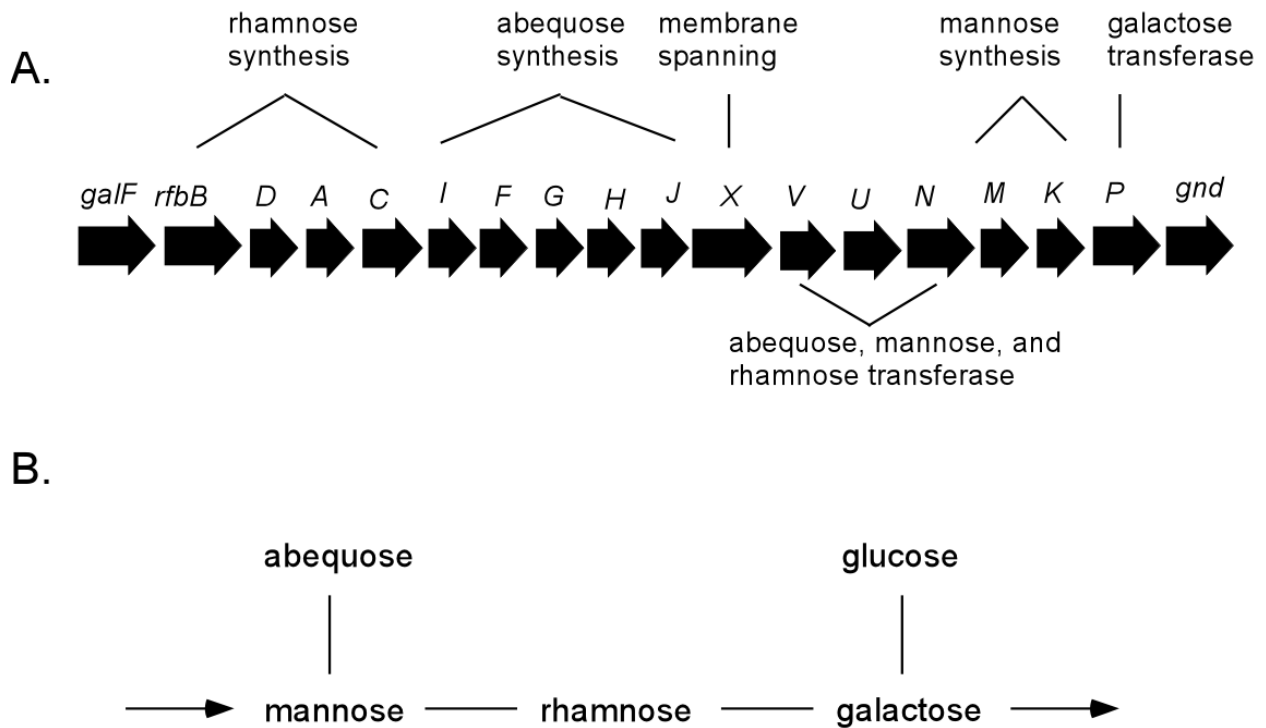 A.
rhamnose synthesis
abequose synthesis
membrane spanning
mannose synthesis
galactose transferase
galF rfbB D A C I F G H J X V U N M K P gnd
abequose, mannose, and
rhamnose transferase
B.
abequose glucose
mannose rhamnose galactose